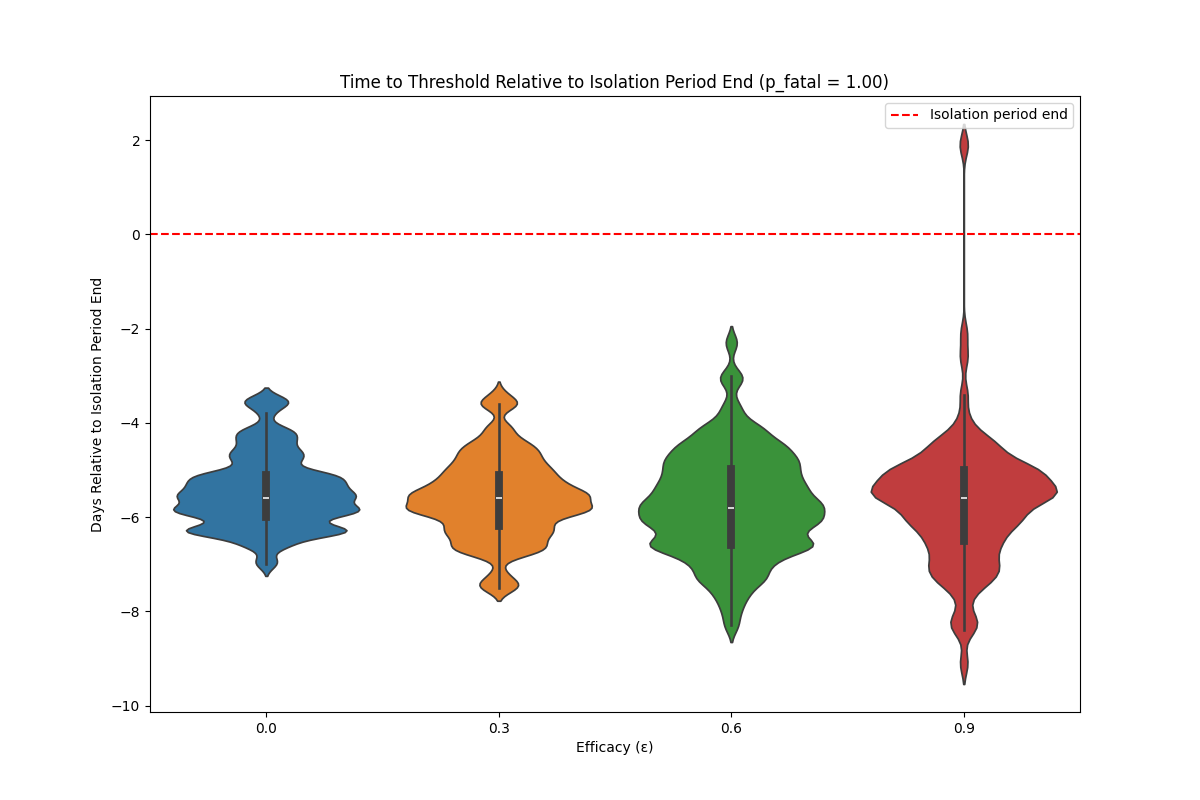 Time to Threshold Relative to Isolation Period End (p_fatal = 1.00)
Isolation period end
Days Relative to Isolation Period End
2
0
−2
−4
−6
−8
−10
0.0
0.3
0.6
0.9
Efficacy (ε)